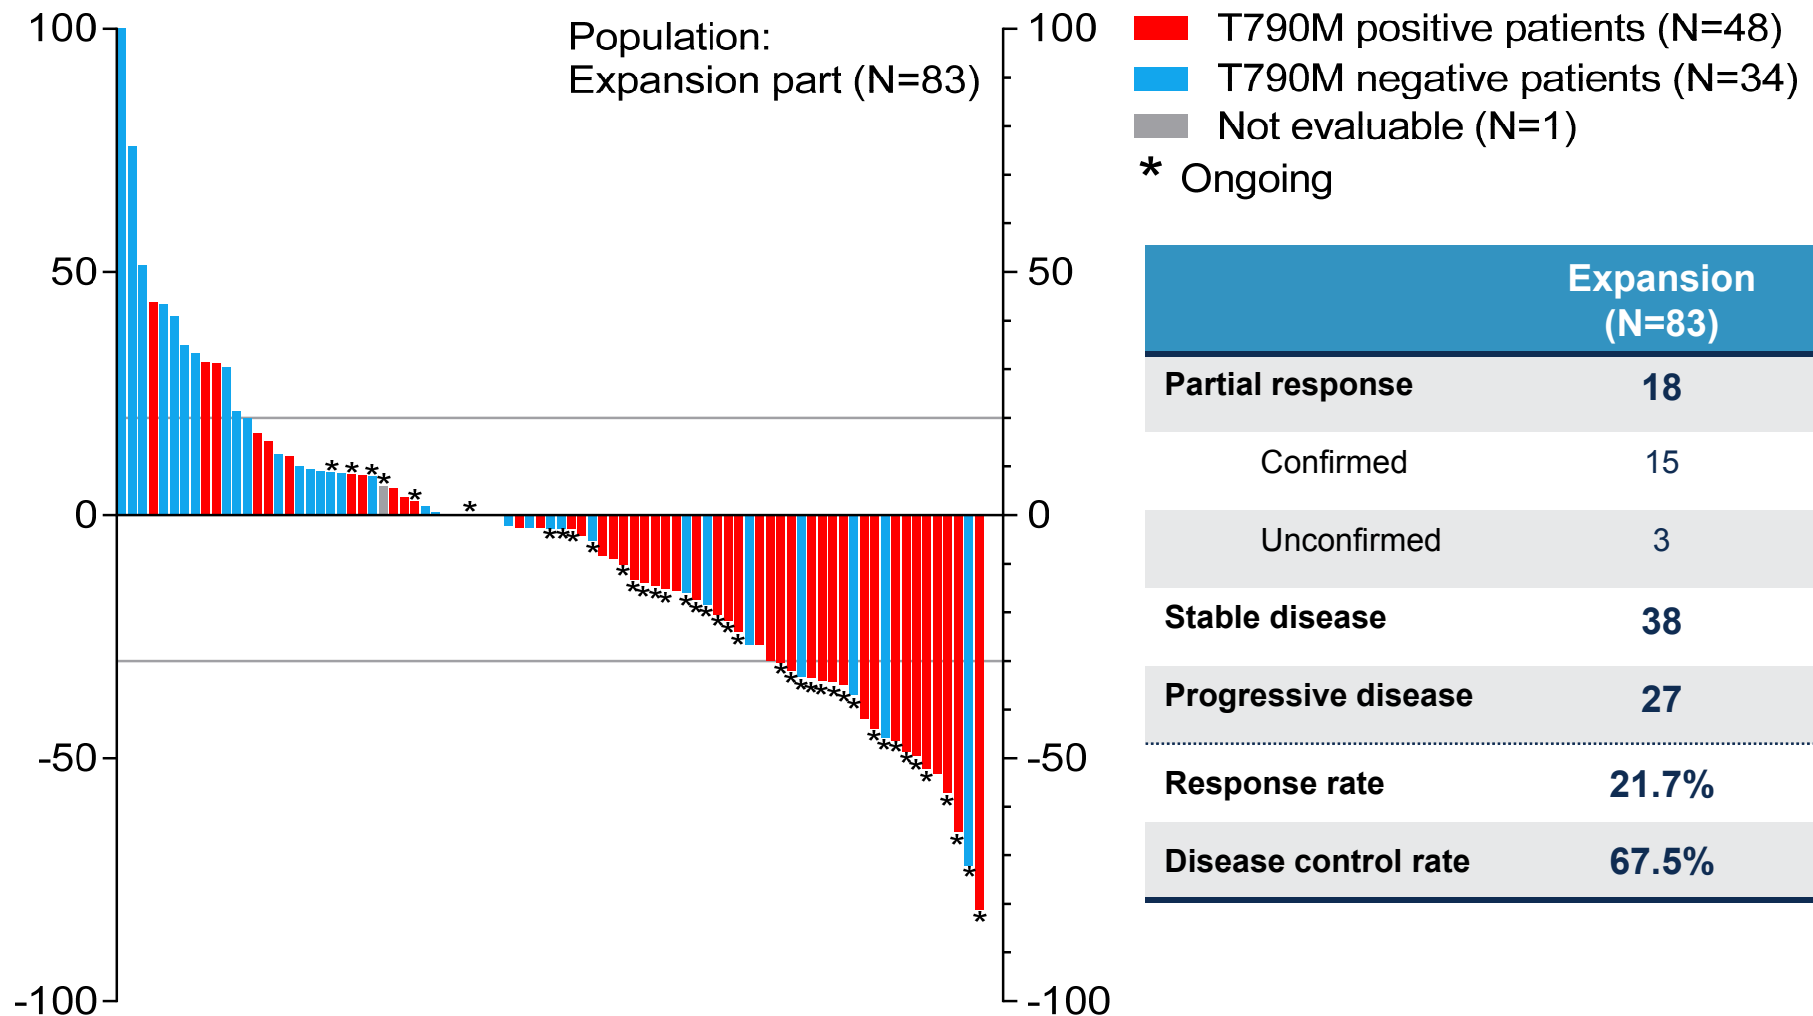 100
50
0
-50
-100
Population:
Expansion part (N=83)
100
50
0
-50
-100
T790M positive patients (N=48)
T790M negative patients (N=34)
Not evaluable (N=1)
* Ongoing
Expansion
(N=83)
Partial response 18
Confirmed 15
Unconfirmed 3
Stable disease 38
Progressive disease 27
Response rate 21.7%
Disease control rate 67.5%